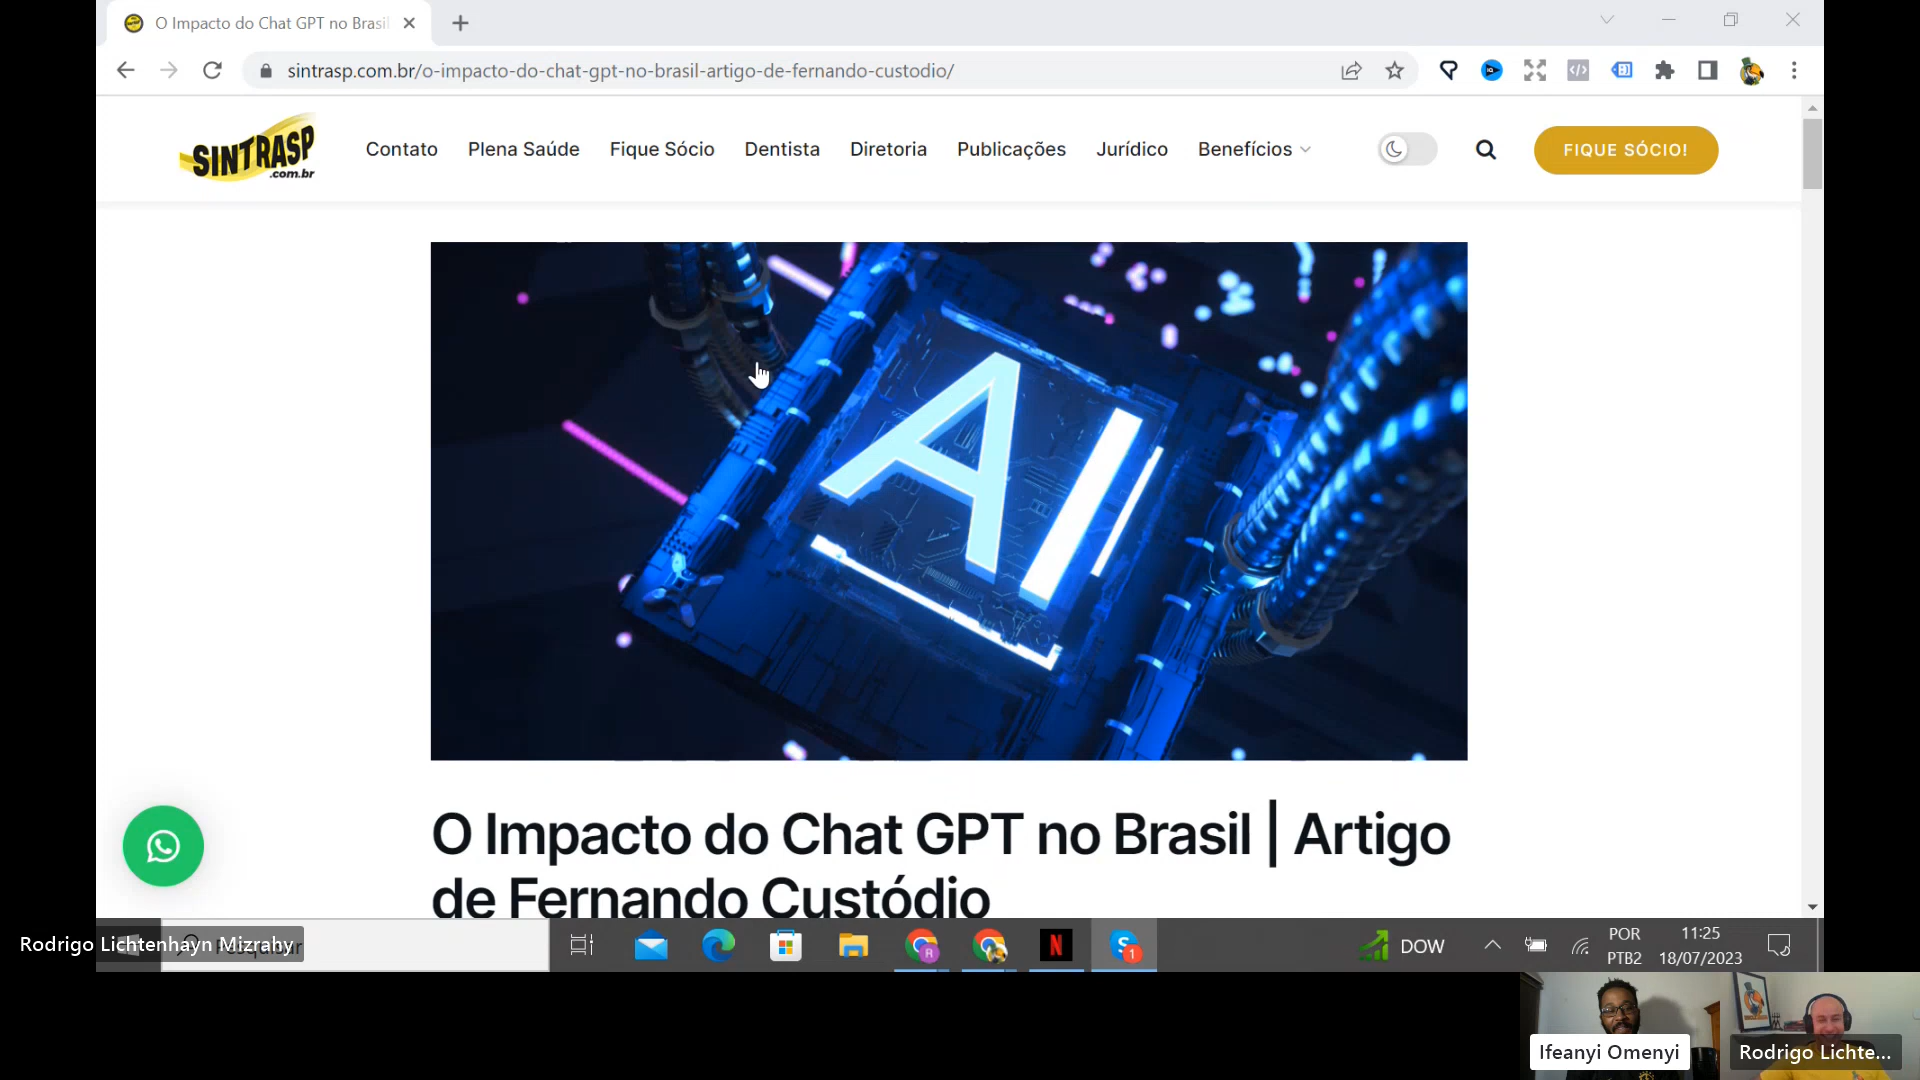 O Impacto do Chat GPT no Brasil
sintrasp.com.br/o-impacto-do-chat-gpt-no-brasil-artigo-de-fernando-custodio/
SINTRASP
.com.br
Contato
Plena Saúde
Fique Sócio
Dentista
Diretoria
Publicações
Jurídico
Benefícios
FIQUE SÓCIO!
AI
O Impacto do Chat GPT no Brasil | Artigo
de Fernando Custódio
Rodrigo Lichtenhayn Mizrahy
R
N
S
1
DOW
POR
PTB2
11:25
18/07/2023
Ifeanyi Omenyi
Rodrigo Lichte...